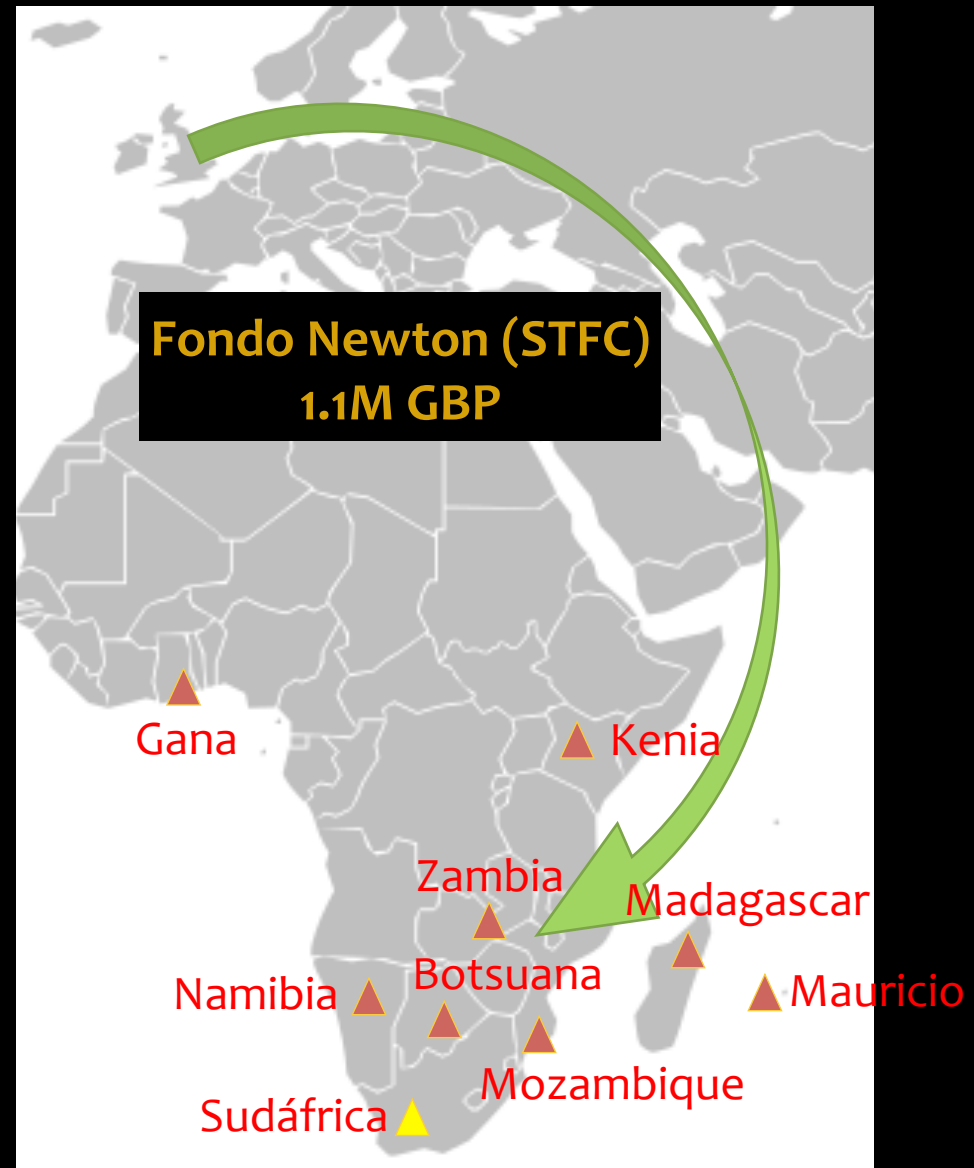 Fondo Newton (STFC)
1.1M GBP
Gana
Kenia
Zambia
Madagascar
Botsuana
Namibia
Mauricio
Mozambique
Sudáfrica